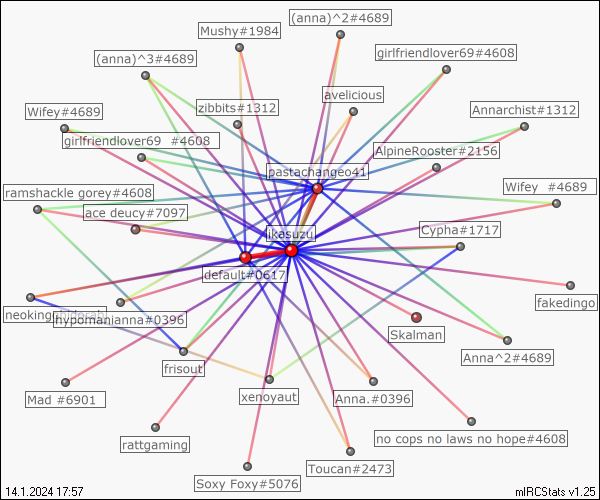 (anna)^2#4689
Mushy#1984
girlfriendlover69#4608
(anna)^3#4689
avelicious
zibbits#1312
Annarchist#1312
Wifey#4689
girlfriendlover69 #4608
AlpineRooster#2156
pastachangeo41
Wifey #4689
ramshackle gorey#4608
ace deucy#7097
Cypha#1717
ikasuzu
default#0617
fakedingo
neoking
hypomanianna#0396
Skalman
Anna^2#4689
frisout
Mad #6901
xenoyaut
Anna.#0396
rattgaming
no cops no laws no hope#4608
Toucan#2473
Soxy Foxy#5076
14.1.2024 17:57
mIRCStats v1.25